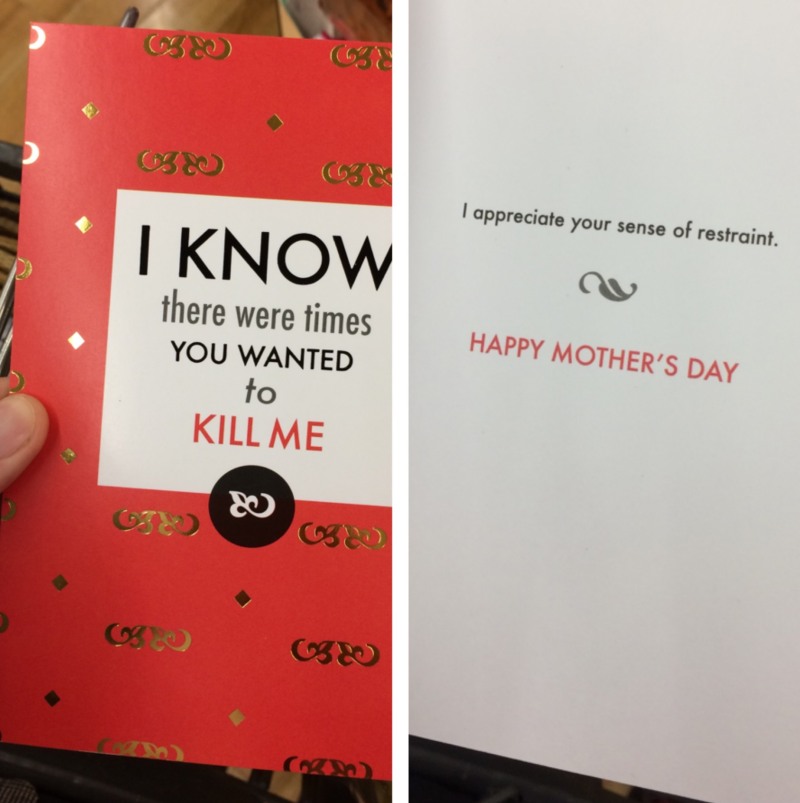 I KNOW
there were times
YOU WANTED
to
KILL ME
I appreciate your sense of restraint.
HAPPY MOTHER'S DAY